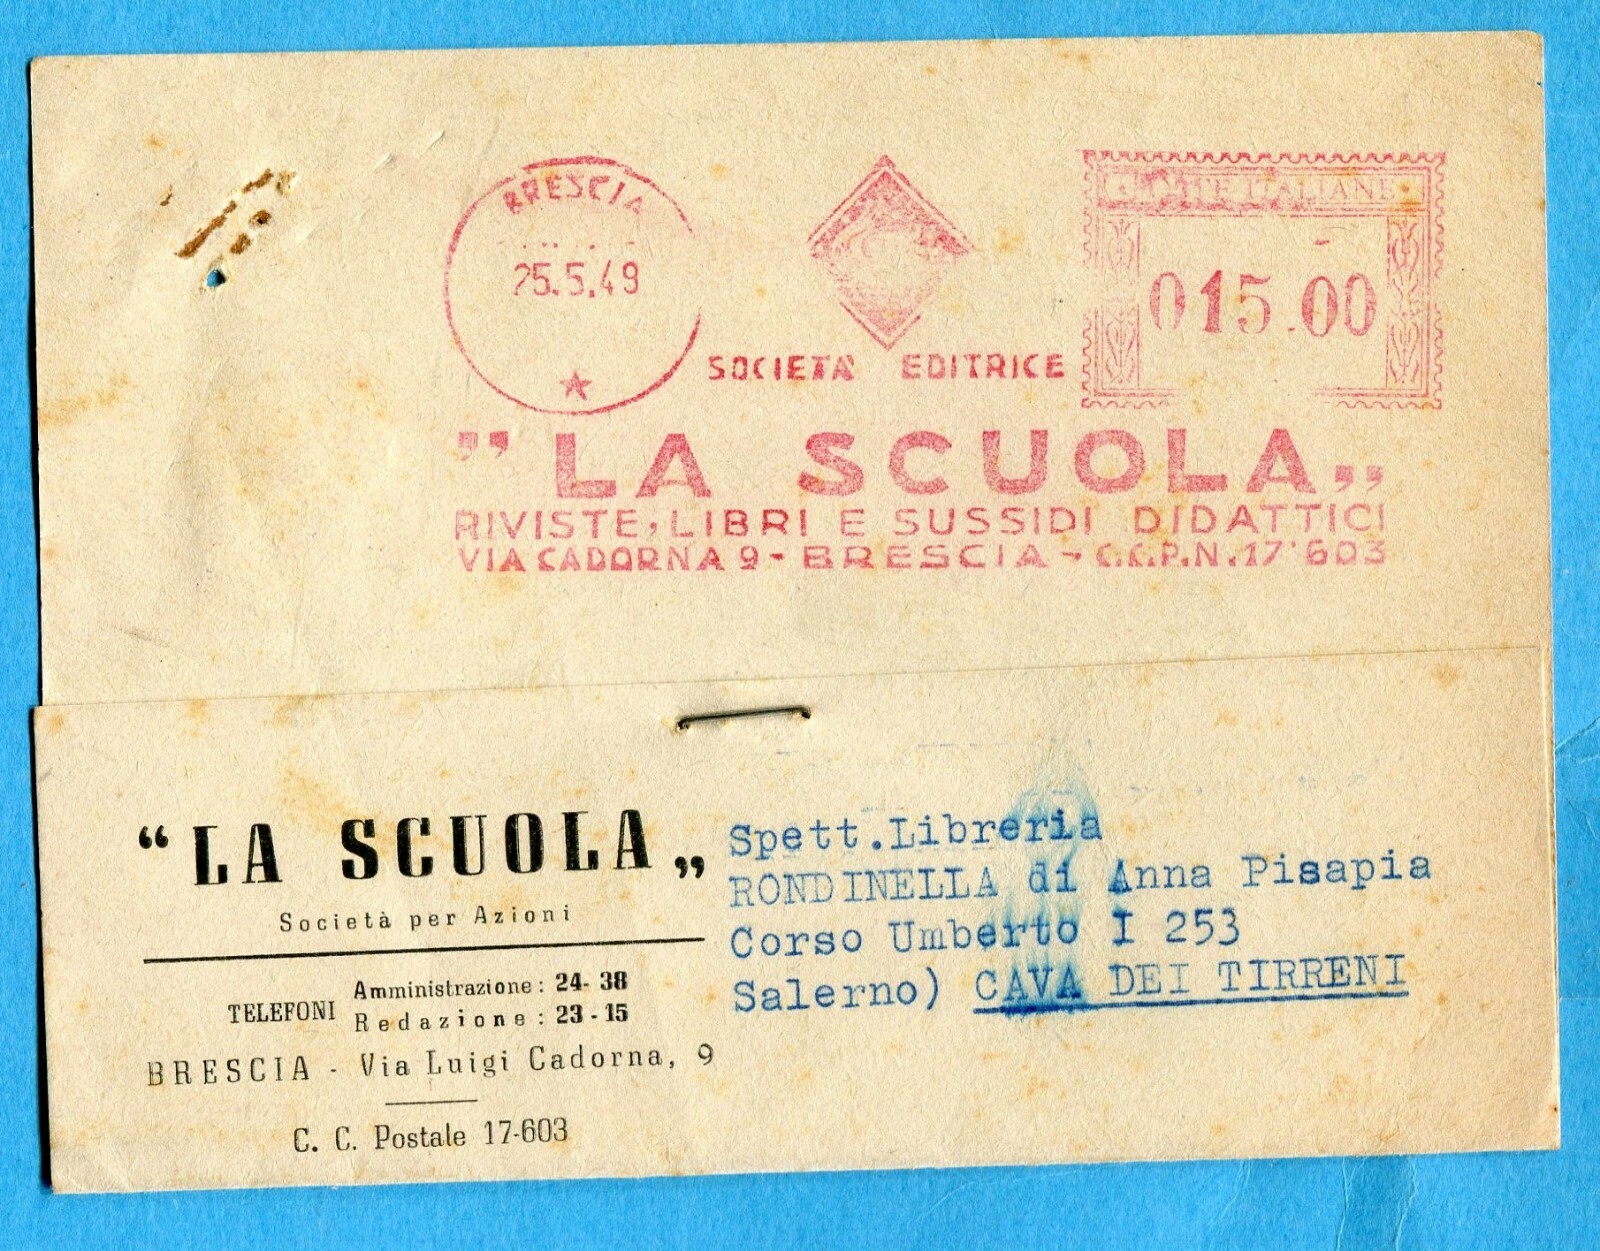 BRESCIA
25.5.49
POSTE ITALIANE
015.00
SOCIETA' EDITRICE
" LA SCUOLA „
RIVISTE, LIBRI E SUSSIDI DIDATTICI
VIA CADORNA 9 - BRESCIA - C.C.P.N. 17'603
“ LA SCUOLA „
Società per Azioni
TELEFONI
Amministrazione : 24- 38
Redazione : 23 - 15
BRESCIA - Via Luigi Cadorna, 9
C. C. Postale 17-603
Spett.Libreria
RONDINELLA di Anna Pisapia
Corso Umberto I 253
Salerno) CAVA DEI TIRRENI